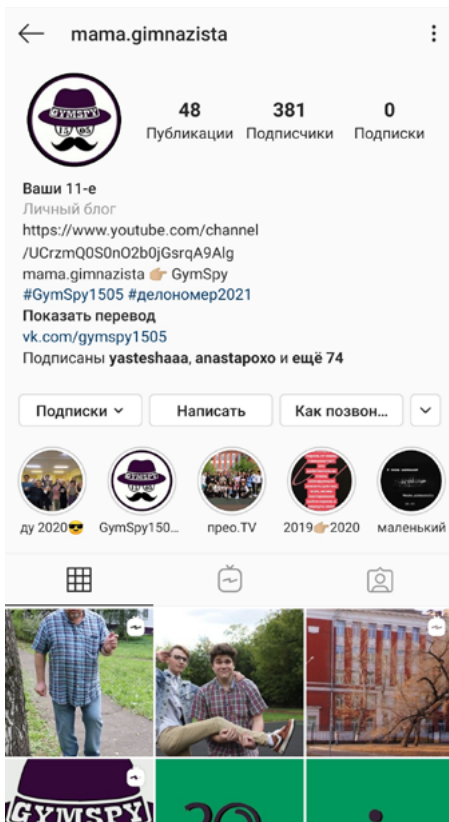 mama.gimnazista
GYMSPY
15 05
48 381 0
Публикации Подписчики Подписки
Ваши 11-е
Личный блог
https://www.youtube.com/channel
/UCrzmQ0S0nO2b0jGsrqA9Alg
mama.gimnazista 👉🏼 GymSpy
#GymSpy1505 #делономер2021
Показать перевод
vk.com/gymspy1505
Подписаны yasteshaaa, anastapoxo и ещё 74
Подписки Написать Как позвон...
ду 2020😎 GymSpy150... прео.TV 2019👉🏼2020 маленький
GYMSPY
20